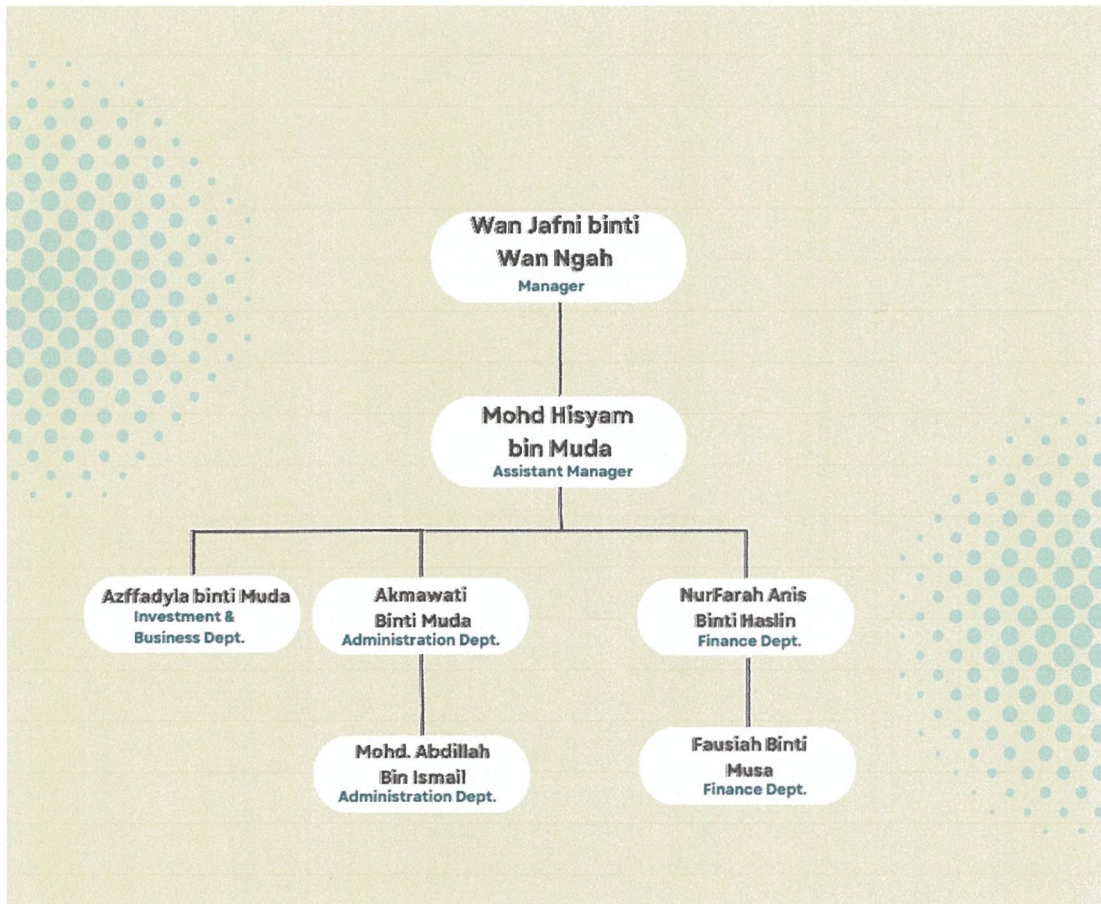 Wan Jafni binti
Wan Ngah
Manager
Mohd Hisyam
bin Muda
Assistant Manager
Azffadyla binti Muda
Investment &
Business Dept.
Akmawati
Binti Muda
Administration Dept.
NurFarah Anis
Binti Haslin
Finance Dept.
Mohd. Abdillah
Bin Ismail
Administration Dept.
Fausiah Binti
Musa
Finance Dept.